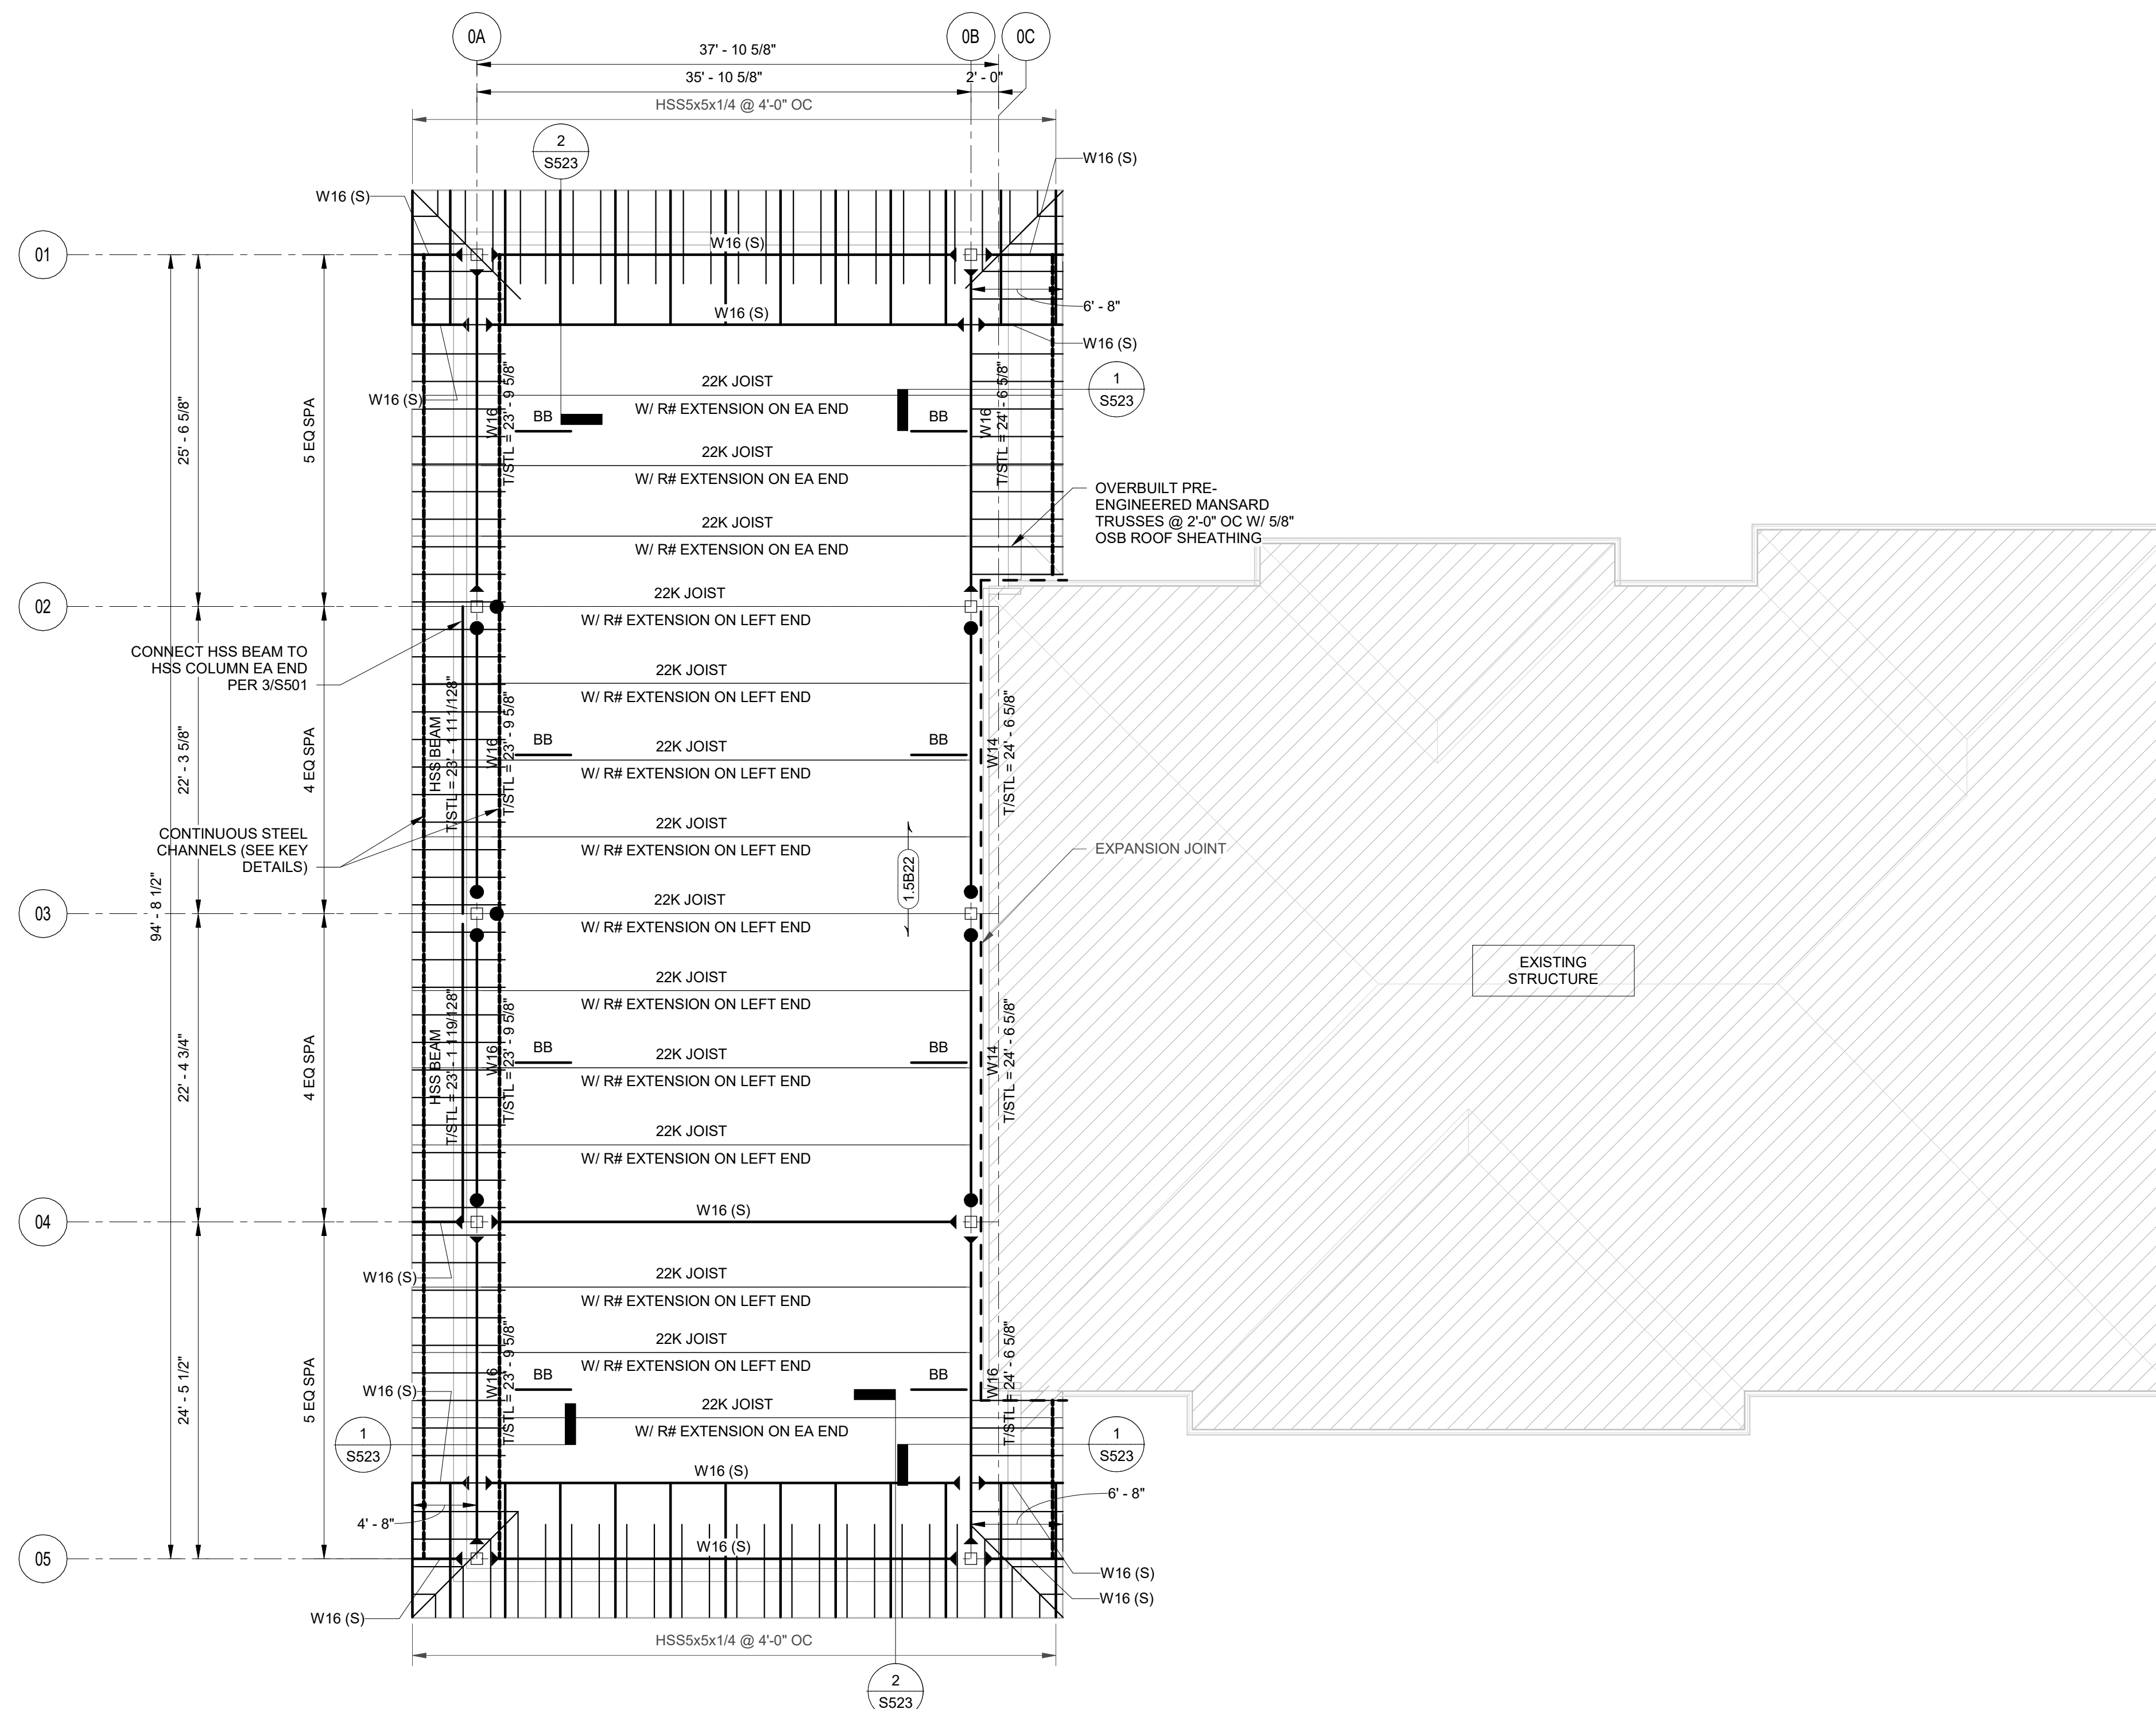 0A
0B
0C
37' - 10 5/8"
35' - 10 5/8"
2' - 0"
HSS5x5x1/4 @ 4'-0" OC
2
S523
W16 (S)
W16 (S)
01
W16 (S)
6' - 8"
W16 (S)
W16 (S)
W16 (S)
1
S523
25' - 6 5/8"
5 EQ SPA
22K JOIST
W/ R# EXTENSION ON EA END
W16
T/STL = 23' - 9 5/8"
BB
BB
W16
T/STL = 24' - 6 5/8"
22K JOIST
W/ R# EXTENSION ON EA END
OVERBUILT PRE-
ENGINEERED MANSARD
TRUSSES @ 2'-0" OC W/ 5/8"
OSB ROOF SHEATHING
22K JOIST
W/ R# EXTENSION ON EA END
02
22K JOIST
W/ R# EXTENSION ON LEFT END
CONNECT HSS BEAM TO
HSS COLUMN EA END
PER 3/S501
22K JOIST
W/ R# EXTENSION ON LEFT END
22' - 3 5/8"
4 EQ SPA
HSS BEAM
T/STL = 23' - 1 111/128"
W16
T/STL = 23' - 9 5/8"
BB
22K JOIST
W/ R# EXTENSION ON LEFT END
BB
W14
T/STL = 24' - 6 5/8"
CONTINUOUS STEEL
CHANNELS (SEE KEY
DETAILS)
22K JOIST
W/ R# EXTENSION ON LEFT END
1.5B22
EXPANSION JOINT
94' - 8 1/2"
03
22K JOIST
W/ R# EXTENSION ON LEFT END
EXISTING
STRUCTURE
22K JOIST
W/ R# EXTENSION ON LEFT END
22' - 4 3/4"
4 EQ SPA
HSS BEAM
T/STL = 23' - 1 119/128"
W16
T/STL = 23' - 9 5/8"
BB
22K JOIST
W/ R# EXTENSION ON LEFT END
BB
W14
T/STL = 24' - 6 5/8"
22K JOIST
W/ R# EXTENSION ON LEFT END
04
W16 (S)
W16 (S)
22K JOIST
W/ R# EXTENSION ON LEFT END
22K JOIST
W/ R# EXTENSION ON LEFT END
24' - 5 1/2"
5 EQ SPA
W16 (S)
W16
T/STL = 23' - 9 5/8"
BB
BB
W16
T/STL = 24' - 6 5/8"
22K JOIST
W/ R# EXTENSION ON EA END
1
S523
1
S523
W16 (S)
6' - 8"
4' - 8"
05
W16 (S)
W16 (S)
W16 (S)
W16 (S)
HSS5x5x1/4 @ 4'-0" OC
2
S523